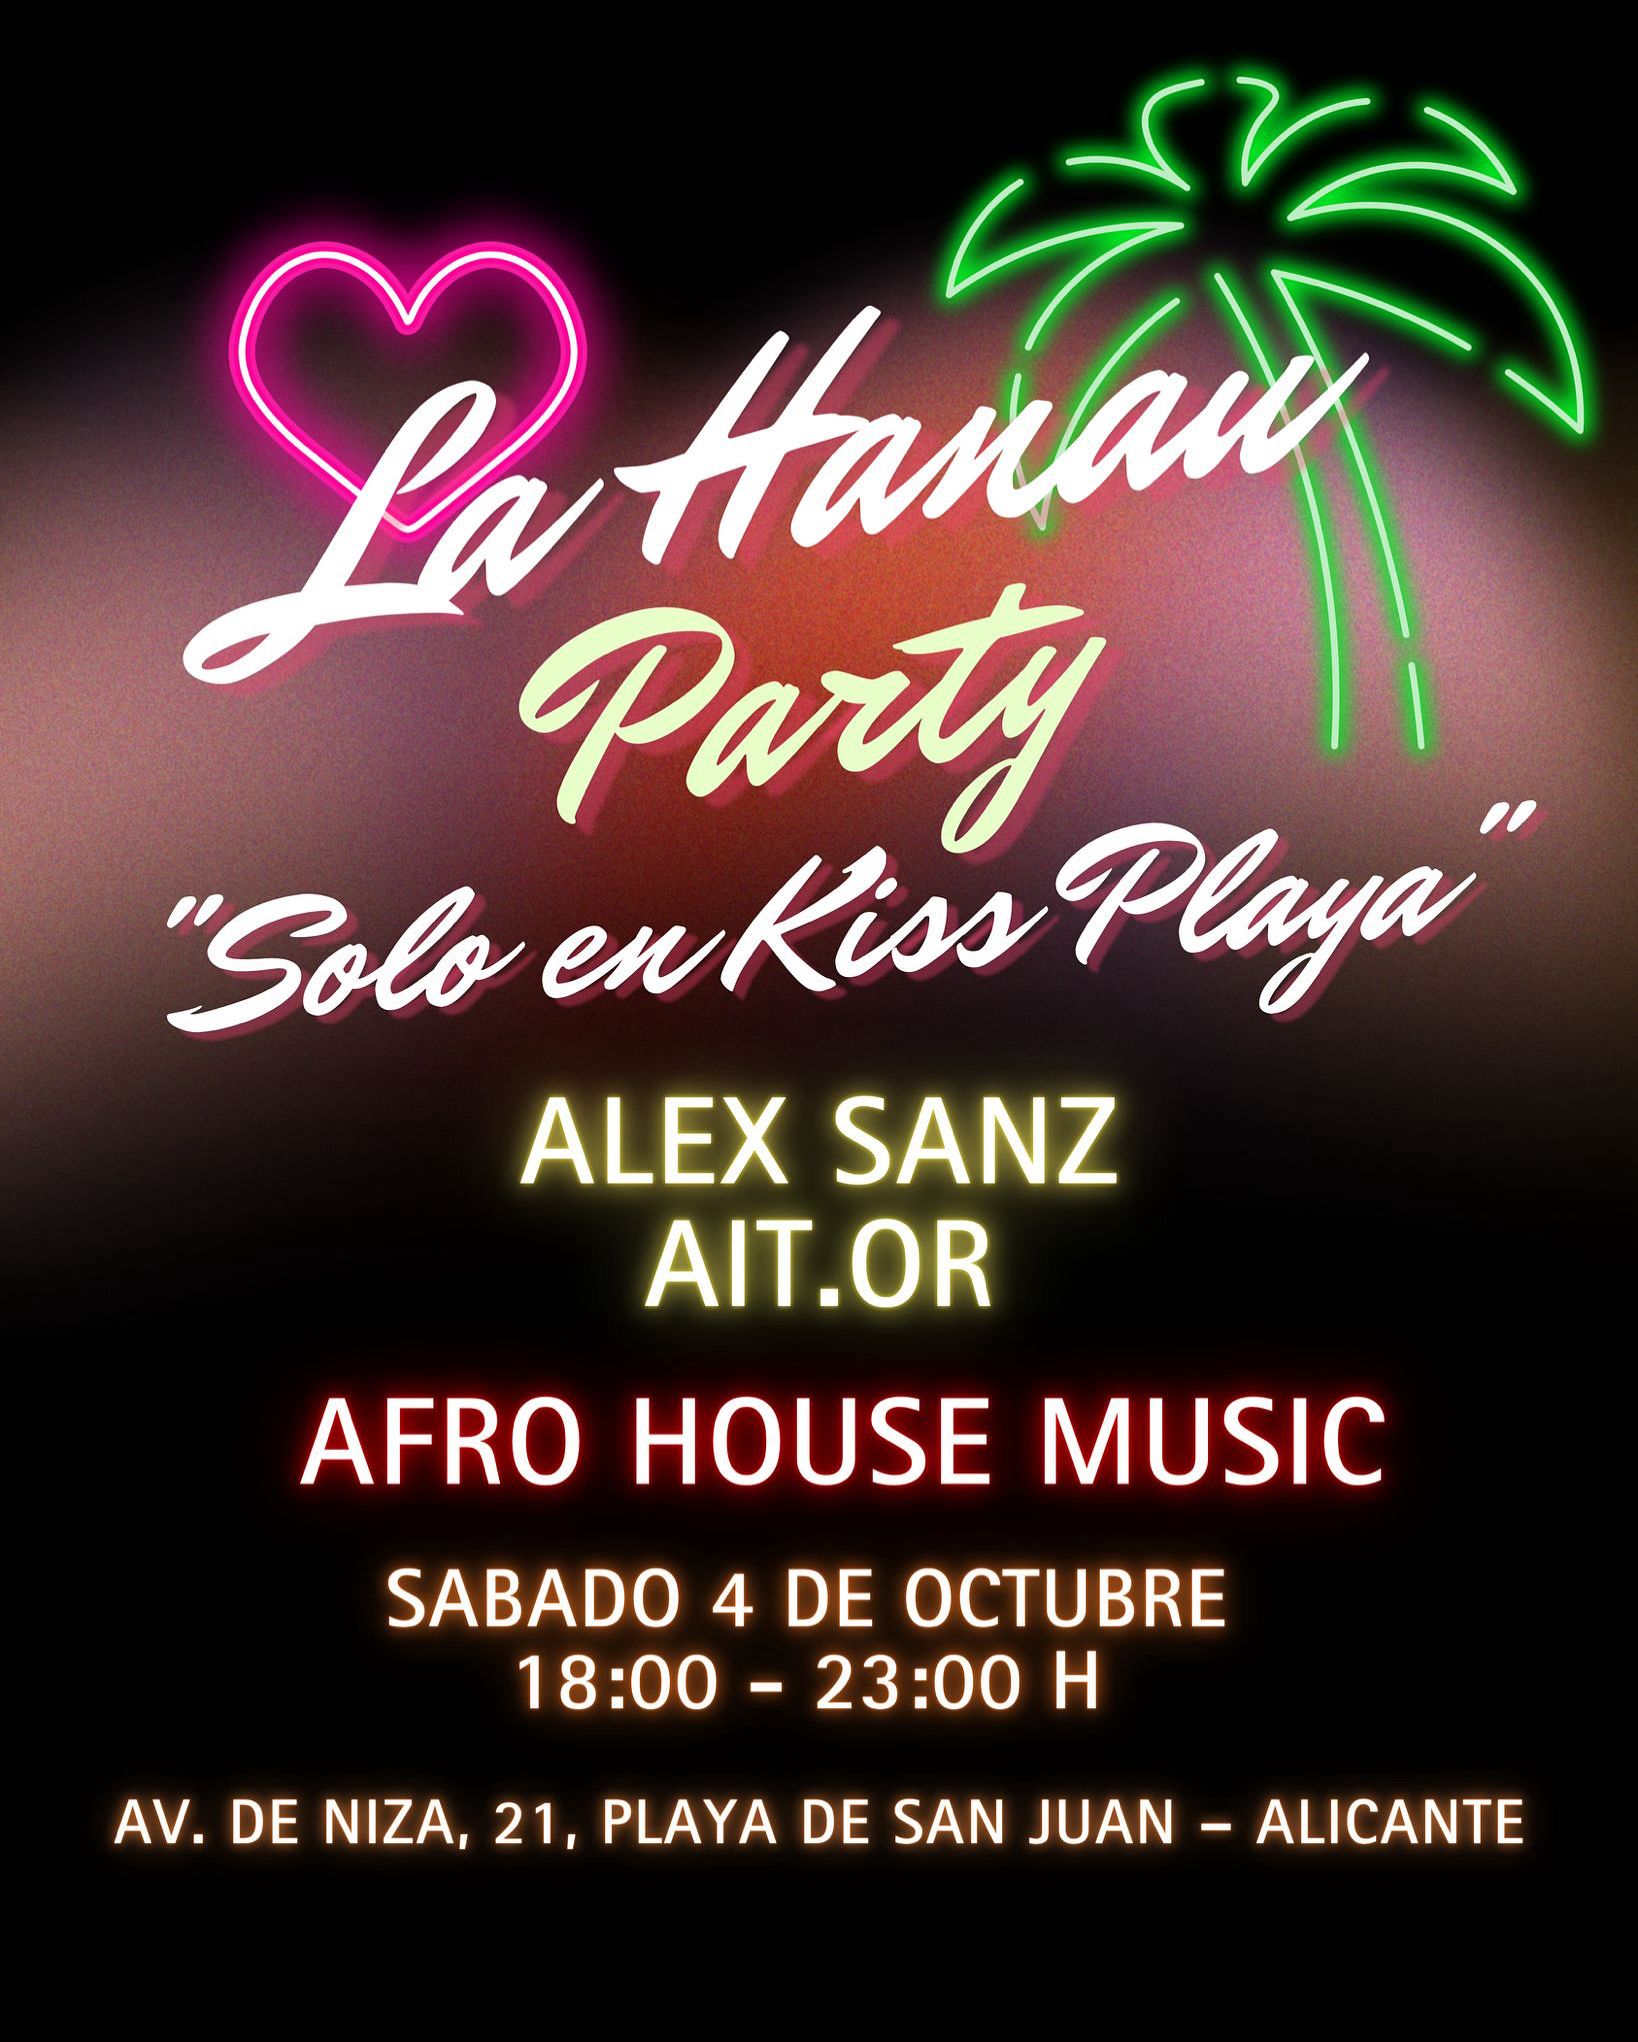 La Hanau
Party
"Solo en Kiss Playa"
ALEX SANZ
AIT.OR
AFRO HOUSE MUSIC
SABADO 4 DE OCTUBRE
18:00 - 23:00 H
AV. DE NIZA, 21, PLAYA DE SAN JUAN - ALICANTE